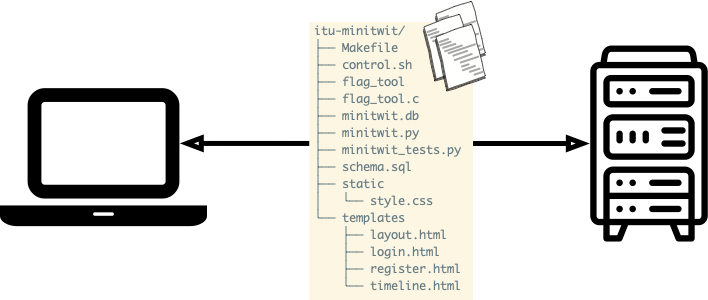 itu-minitwit/
├── Makefile
├── control.sh
├── flag_tool
├── flag_tool.c
├── minitwit.db
├── minitwit.py
├── minitwit_tests.py
├── schema.sql
├── static
│   └── style.css
└── templates
    ├── layout.html
    ├── login.html
    ├── register.html
    └── timeline.html